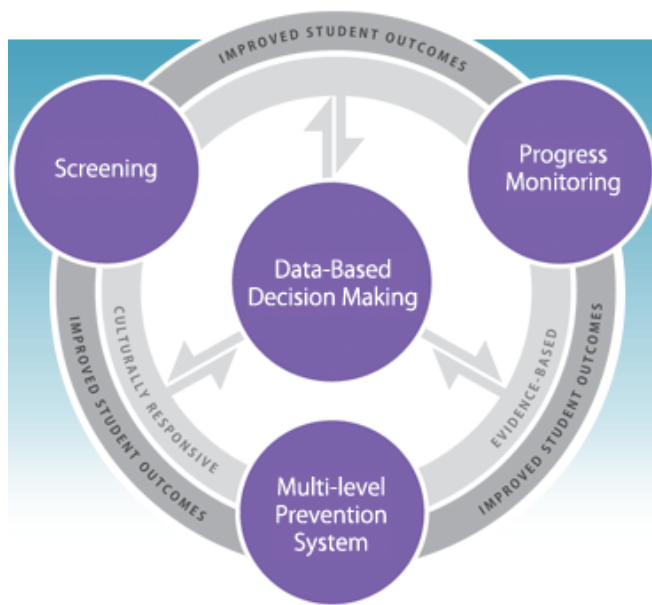 IMPROVED STUDENT OUTCOMES
Screening
Progress
Monitoring
Data-Based
Decision Making
CULTURALLY RESPONSIVE
IMPROVED STUDENT OUTCOMES
EVIDENCE-BASED
IMPROVED STUDENT OUTCOMES
Multi-level
Prevention
System